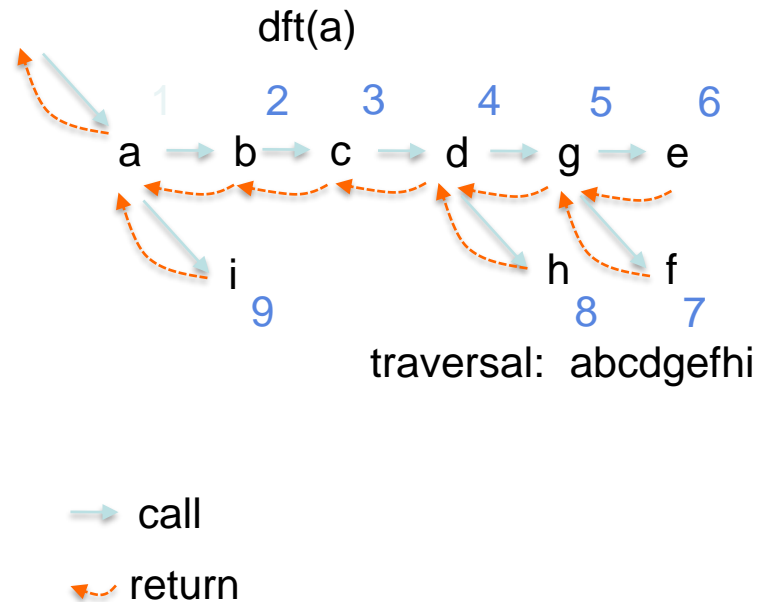 dft(a)
1 2 3 4 5 6
a b c d g e
i h f
9 8 7
traversal: abcdgefhi
call
return